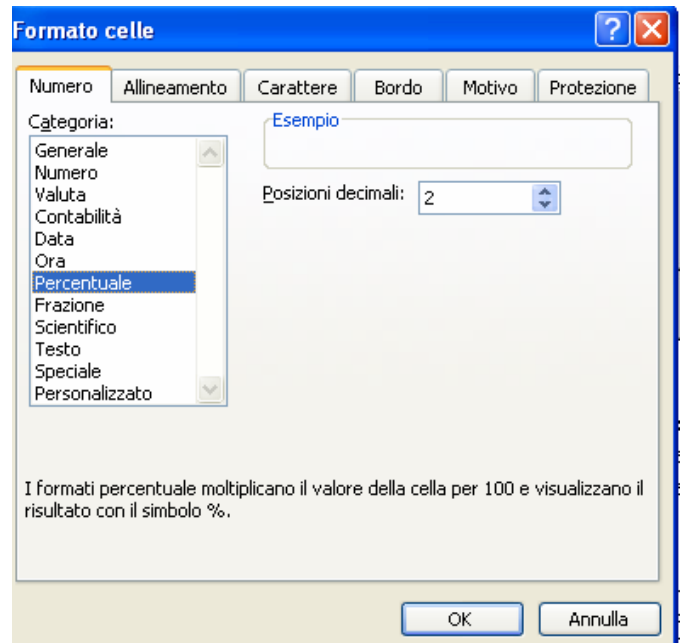 Formato celle
Numero Allineamento Carattere Bordo Motivo Protezione
Categoria:
Generale
Numero
Valuta
Contabilità
Data
Ora
Percentuale
Frazione
Scientifico
Testo
Speciale
Personalizzato
Esempio
Posizioni decimali: 2
I formati percentuale moltiplicano il valore della cella per 100 e visualizzano il
risultato con il simbolo %.
OK Annulla